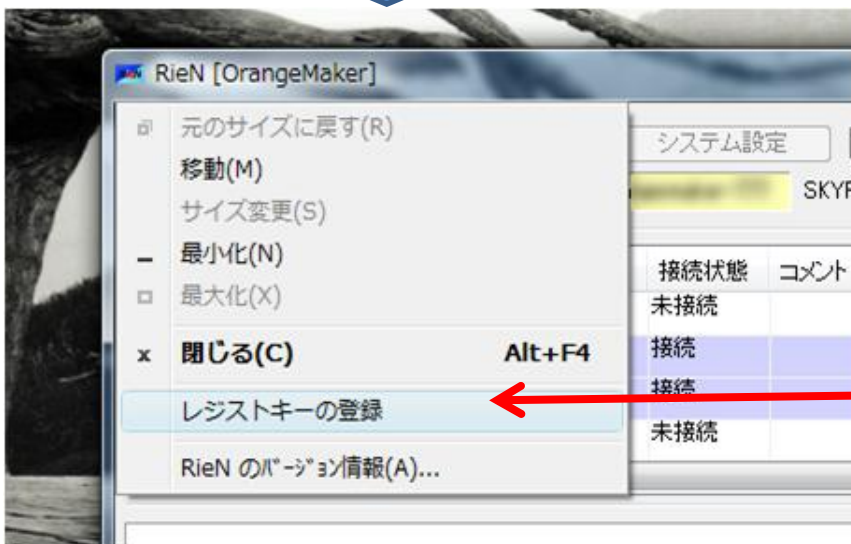 RieN [OrangeMaker]
元のサイズに戻す(R)
移動(M)
サイズ変更(S)
最小化(N)
最大化(X)
x 閉じる(C) Alt+F4
レジストキーの登録
RieN のﾊﾞｰｼﾞｮﾝ情報(A)...
システム設定
接続状態 コメント
未接続
接続
接続
未接続